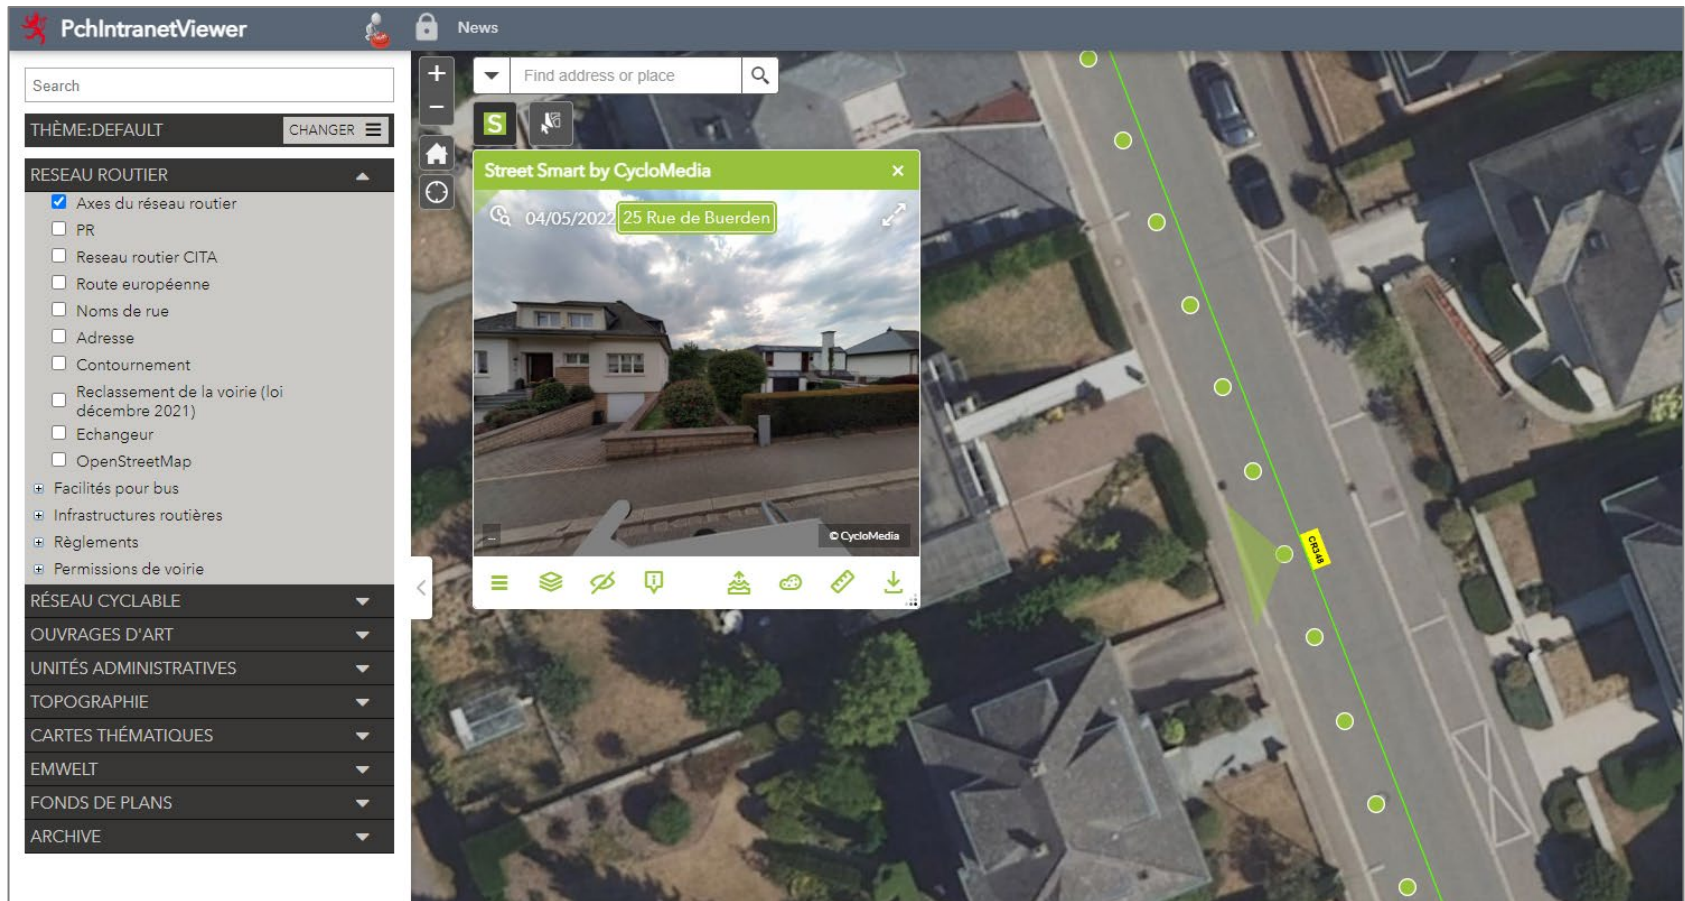 PchIntranetViewer
News
Search
THÈME:DEFAULT
CHANGER
RESEAU ROUTIER
Axes du réseau routier
PR
Reseau routier CITA
Route européenne
Noms de rue
Adresse
Contournement
Reclassement de la voirie (loi
décembre 2021)
Echangeur
OpenStreetMap
Facilités pour bus
Infrastructures routières
Règlements
Permissions de voirie
RÉSEAU CYCLABLE
OUVRAGES D'ART
UNITÉS ADMINISTRATIVES
TOPOGRAPHIE
CARTES THÉMATIQUES
EMWELT
FONDS DE PLANS
ARCHIVE
Find address or place
S
Street Smart by CycloMedia
04/05/2022 25 Rue de Buerden
...
© CycloMedia
CR348